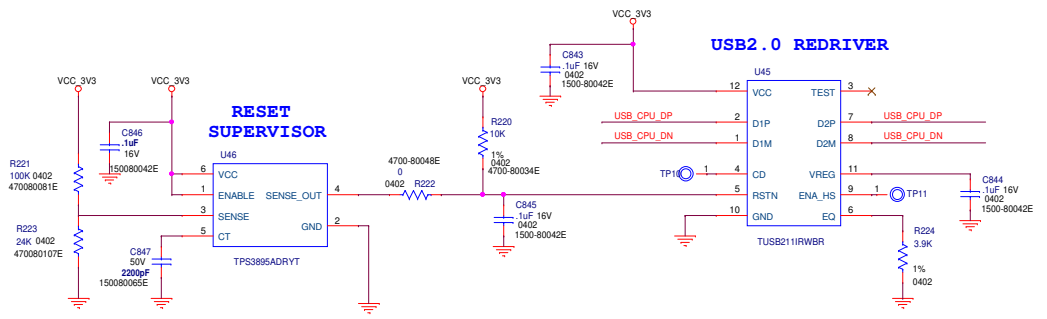 VCC_3V3
C843
.1uF 16V
0402
1500-80042E
USB2.0 REDRIVER
U45
12
VCC
TEST
3
USB_CPU_DP
2
D1P
D2P
7
USB_CPU_DP
USB_CPU_DN
1
D1M
D2M
8
USB_CPU_DN
TP10
1
4
CD
VREG
11
5
RSTN
ENA_HS
9
1
TP11
10
GND
EQ
6
TUSB211IRWBR
C844
.1uF 16V
0402
1500-80042E
R224
3.9K
1%
0402
VCC_3V3
VCC_3V3
VCC_3V3
RESET
SUPERVISOR
C846
.1uF
16V
150080042E
R221
100K 0402
470080081E
R223
24K 0402
470080107E
U46
6
VCC
1
ENABLE
SENSE_OUT
4
3
SENSE
GND
2
5
CT
TPS3895ADRYT
C847
50V
2200pF
150080065E
4700-80048E
0
0402 R222
R220
10K
1%
0402
4700-80034E
C845
.1uF 16V
0402
1500-80042E